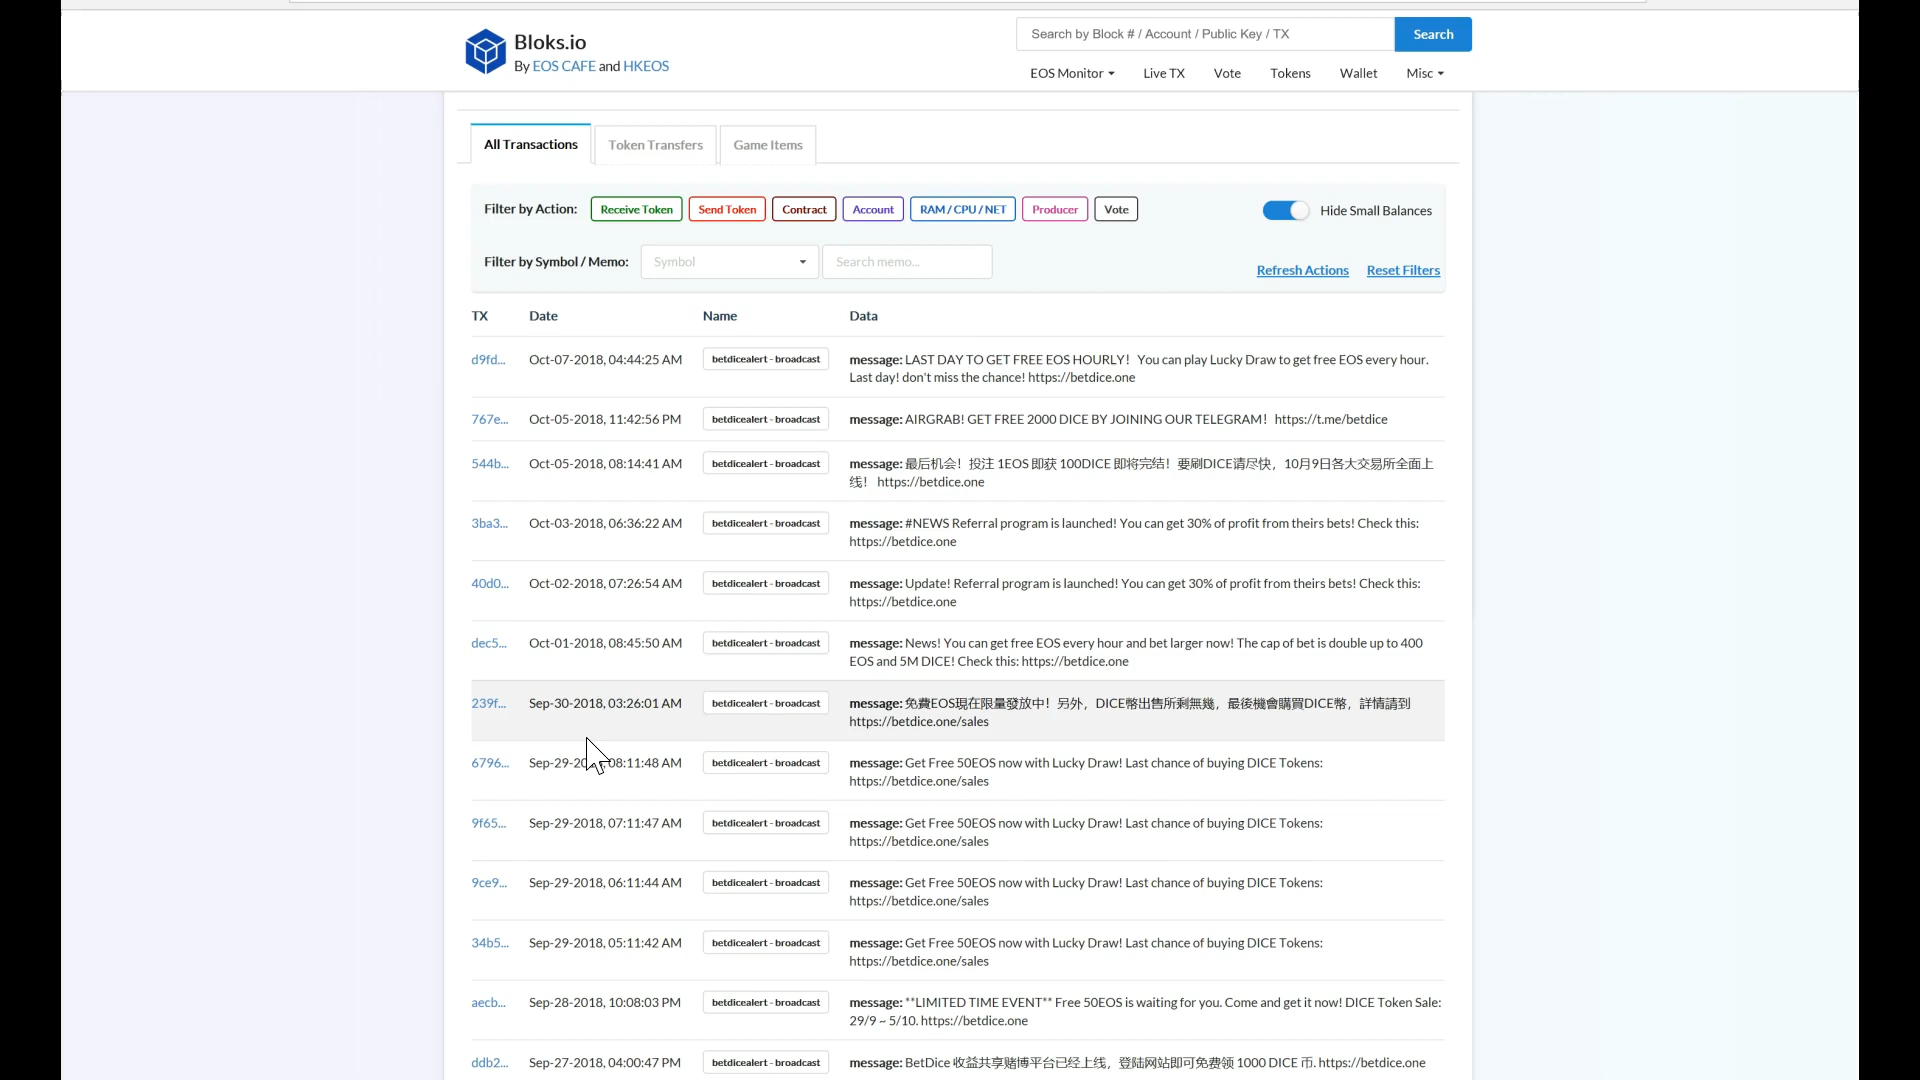 Bloks.io
By EOS CAFE and HKEOS
Search by Block # / Account / Public Key / TX
Search
EOS Monitor
Live TX
Vote
Tokens
Wallet
Misc
All Transactions
Token Transfers
Game Items
Filter by Action:
Receive Token
Send Token
Contract
Account
RAM / CPU / NET
Producer
Vote
Hide Small Balances
Filter by Symbol / Memo:
Symbol
Search memo...
Refresh Actions
Reset Filters
TX Date Name Data
d9fd... Oct-07-2018, 04:44:25 AM betdicealert - broadcast message: LAST DAY TO GET FREE EOS HOURLY！You can play Lucky Draw to get free EOS every hour.
Last day! don't miss the chance! https://betdice.one
767e... Oct-05-2018, 11:42:56 PM betdicealert - broadcast message: AIRGRAB! GET FREE 2000 DICE BY JOINING OUR TELEGRAM！https://t.me/betdice
544b... Oct-05-2018, 08:14:41 AM betdicealert - broadcast message: 最后机会！投注 1EOS 即获 100DICE 即将完结！要刷DICE请尽快，10月9日各大交易所全面上
线！ https://betdice.one
3ba3... Oct-03-2018, 06:36:22 AM betdicealert - broadcast message: #NEWS Referral program is launched! You can get 30% of profit from theirs bets! Check this:
https://betdice.one
40d0... Oct-02-2018, 07:26:54 AM betdicealert - broadcast message: Update! Referral program is launched! You can get 30% of profit from theirs bets! Check this:
https://betdice.one
dec5... Oct-01-2018, 08:45:50 AM betdicealert - broadcast message: News! You can get free EOS every hour and bet larger now! The cap of bet is double up to 400
EOS and 5M DICE! Check this: https://betdice.one
239f... Sep-30-2018, 03:26:01 AM betdicealert - broadcast message: 免費EOS現在限量發放中！另外，DICE幣出售所剩無幾，最後機會購買DICE幣，詳情請到
https://betdice.one/sales
6796... Sep-29-20 08:11:48 AM betdicealert - broadcast message: Get Free 50EOS now with Lucky Draw! Last chance of buying DICE Tokens:
https://betdice.one/sales
9f65... Sep-29-2018, 07:11:47 AM betdicealert - broadcast message: Get Free 50EOS now with Lucky Draw! Last chance of buying DICE Tokens:
https://betdice.one/sales
9ce9... Sep-29-2018, 06:11:44 AM betdicealert - broadcast message: Get Free 50EOS now with Lucky Draw! Last chance of buying DICE Tokens:
https://betdice.one/sales
34b5... Sep-29-2018, 05:11:42 AM betdicealert - broadcast message: Get Free 50EOS now with Lucky Draw! Last chance of buying DICE Tokens:
https://betdice.one/sales
aecb... Sep-28-2018, 10:08:03 PM betdicealert - broadcast message: **LIMITED TIME EVENT** Free 50EOS is waiting for you. Come and get it now! DICE Token Sale:
29/9 ~ 5/10. https://betdice.one
ddb2... Sep-27-2018, 04:00:47 PM betdicealert - broadcast message: BetDice 收益共享赌博平台已经上线，登陆网站即可免费领 1000 DICE 币. https://betdice.one